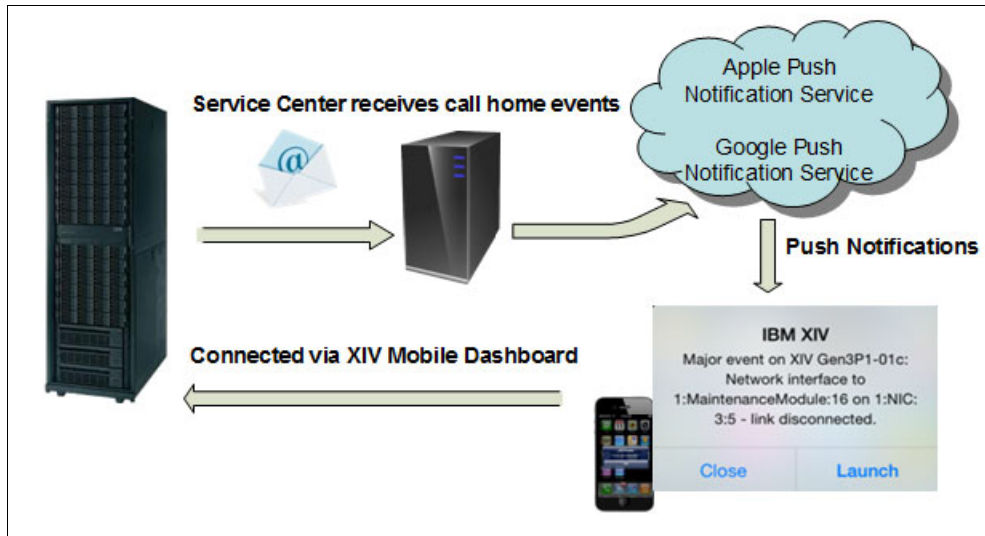 Service Center receives call home events
@
Apple Push
Notification Service
Google Push
Notification Service
Push Notifications
IBM XIV
Major event on XIV Gen3P1-01c:
Network interface to
1:MaintenanceModule:16 on 1:NIC:
3:5 - link disconnected.
Close
Launch
Connected via XIV Mobile Dashboard